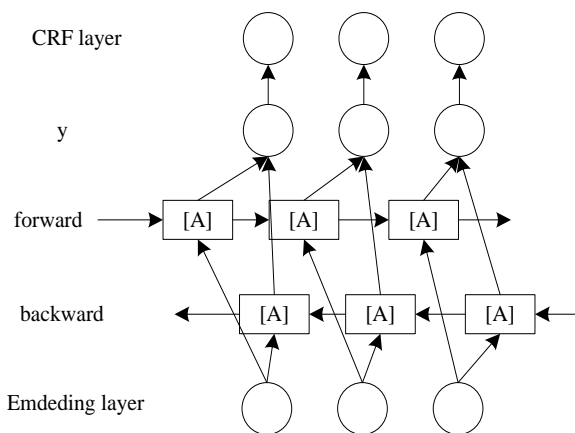 CRF layer
y
forward [A] [A] [A]
backward [A] [A] [A]
Emdeding layer